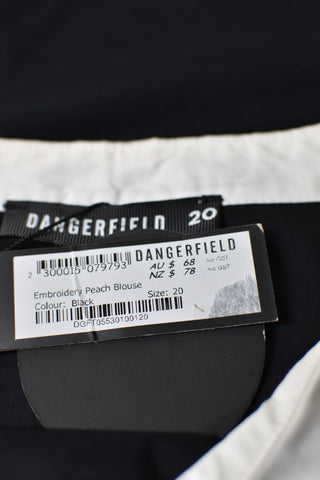 DANGERFIELD 20
2 300015 079793
DANGERFIELD
AU $ 68 Inc GST
NZ $ 78 Inc GST
Embroidery Peach Blouse
Colour: Black Size: 20
DGFT05530100120